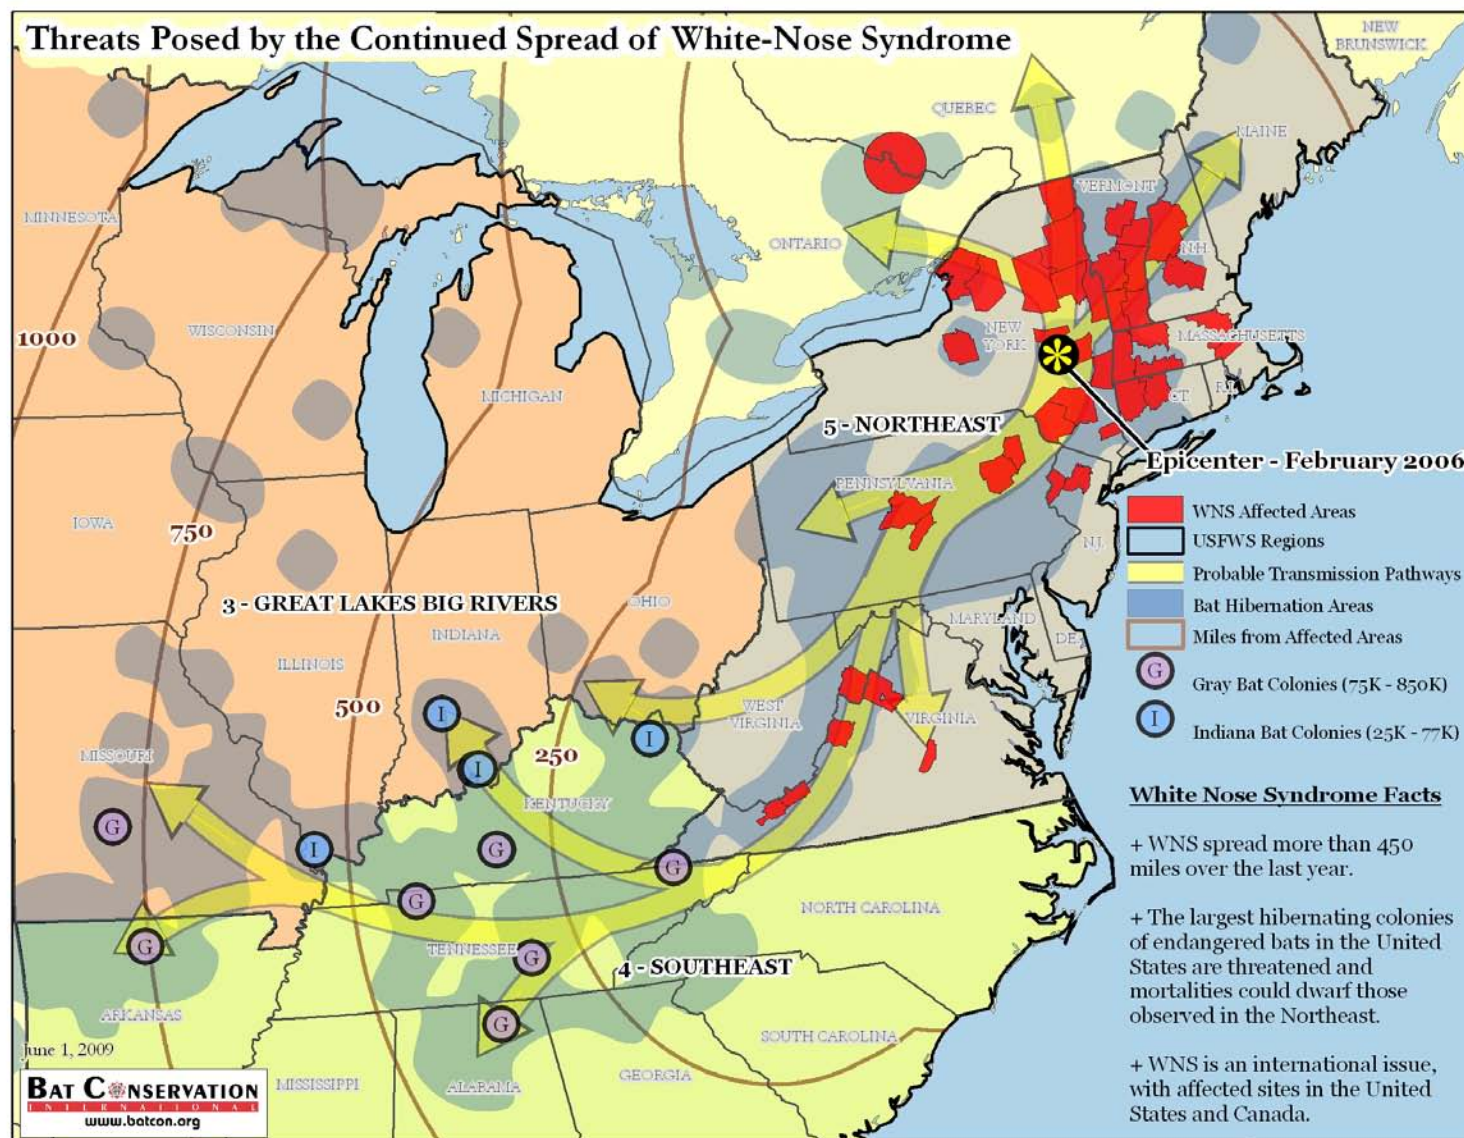 Threats Posed by the Continued Spread of White-Nose Syndrome
NEW
BRUNSWICK
QUEBEC
MAINE
VERMONT
MINNESOTA
ONTARIO
N.H.
WISCONSIN
1000
NEW
YORK
MASSACHUSETTS
MICHIGAN
R.I.
CT.
5 - NORTHEAST
Epicenter - February 2006
PENNSYLVANIA
IOWA
750
N.J.
3 - GREAT LAKES BIG RIVERS
OHIO
INDIANA
ILLINOIS
MARYLAND
DE.
500
WEST
VIRGINIA
VIRGINIA
MISSOURI
250
KENTUCKY
I
I
I
I
G
G
G
G
G
G
G
NORTH CAROLINA
TENNESSEE
4 - SOUTHEAST
ARKANSAS
SOUTH CAROLINA
MISSISSIPPI
ALABAMA
GEORGIA
WNS Affected Areas
USFWS Regions
Probable Transmission Pathways
Bat Hibernation Areas
Miles from Affected Areas
G
Gray Bat Colonies (75K - 850K)
I
Indiana Bat Colonies (25K - 77K)
White Nose Syndrome Facts
+ WNS spread more than 450
miles over the last year.
+ The largest hibernating colonies
of endangered bats in the United
States are threatened and
mortalities could dwarf those
observed in the Northeast.
+ WNS is an international issue,
with affected sites in the United
States and Canada.
June 1, 2009
BAT CONSERVATION
INTERNATIONAL
www.batcon.org